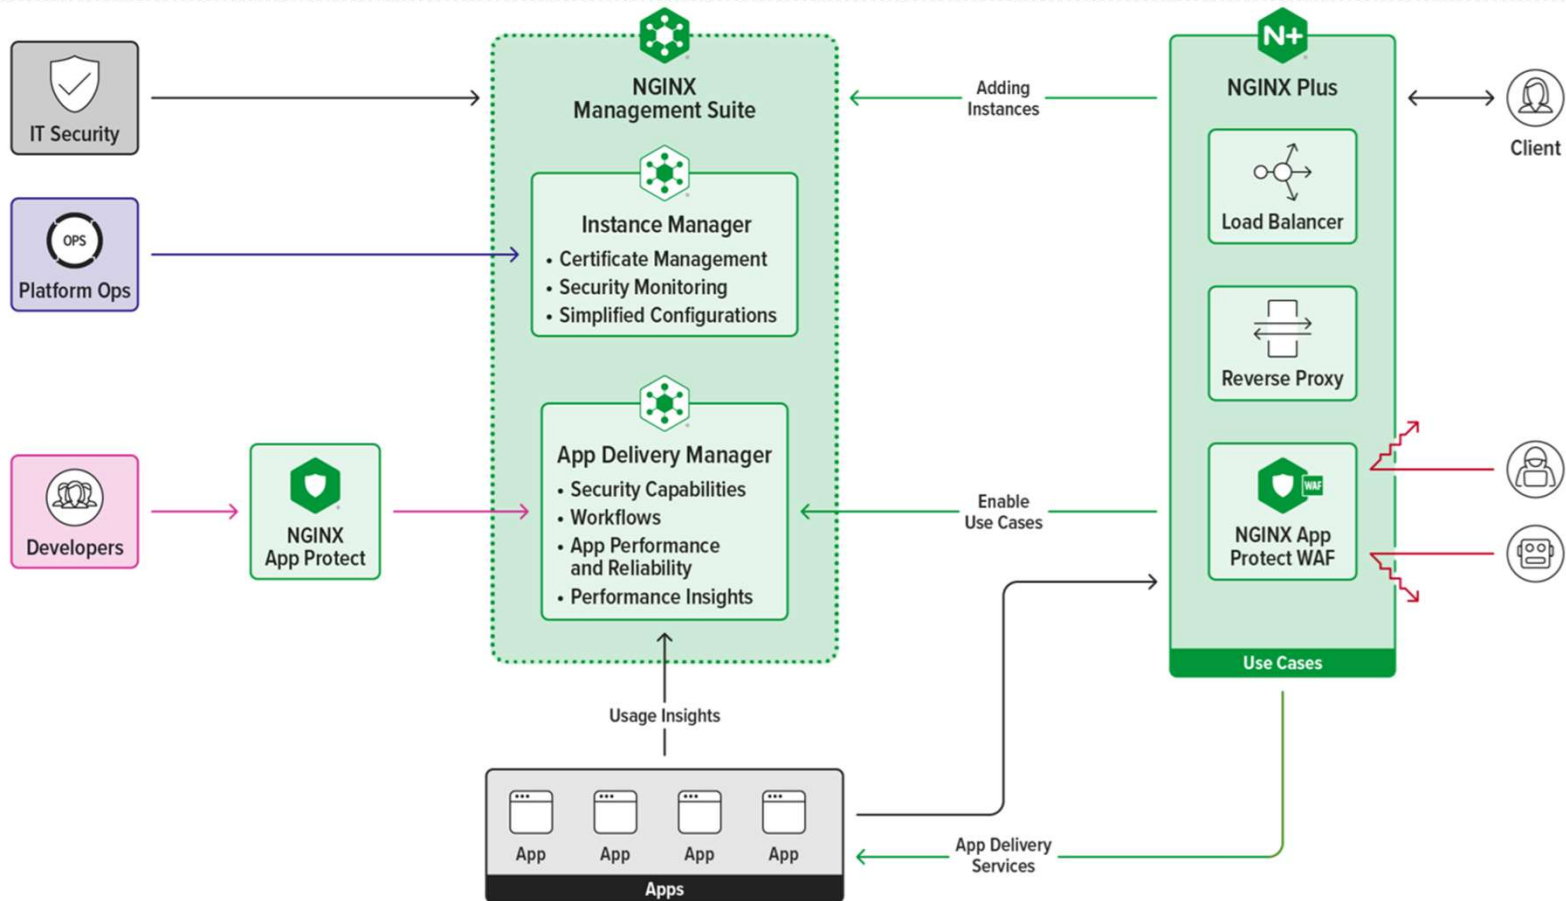 IT Security
OPS
Platform Ops
Developers
NGINX
App Protect
NGINX
Management Suite
Instance Manager
• Certificate Management
• Security Monitoring
• Simplified Configurations
App Delivery Manager
• Security Capabilities
• Workflows
• App Performance
and Reliability
• Performance Insights
Usage Insights
App
App
App
App
Apps
Adding
Instances
Enable
Use Cases
App Delivery
Services
N+
NGINX Plus
Load Balancer
Reverse Proxy
WAF
NGINX App
Protect WAF
Use Cases
Client